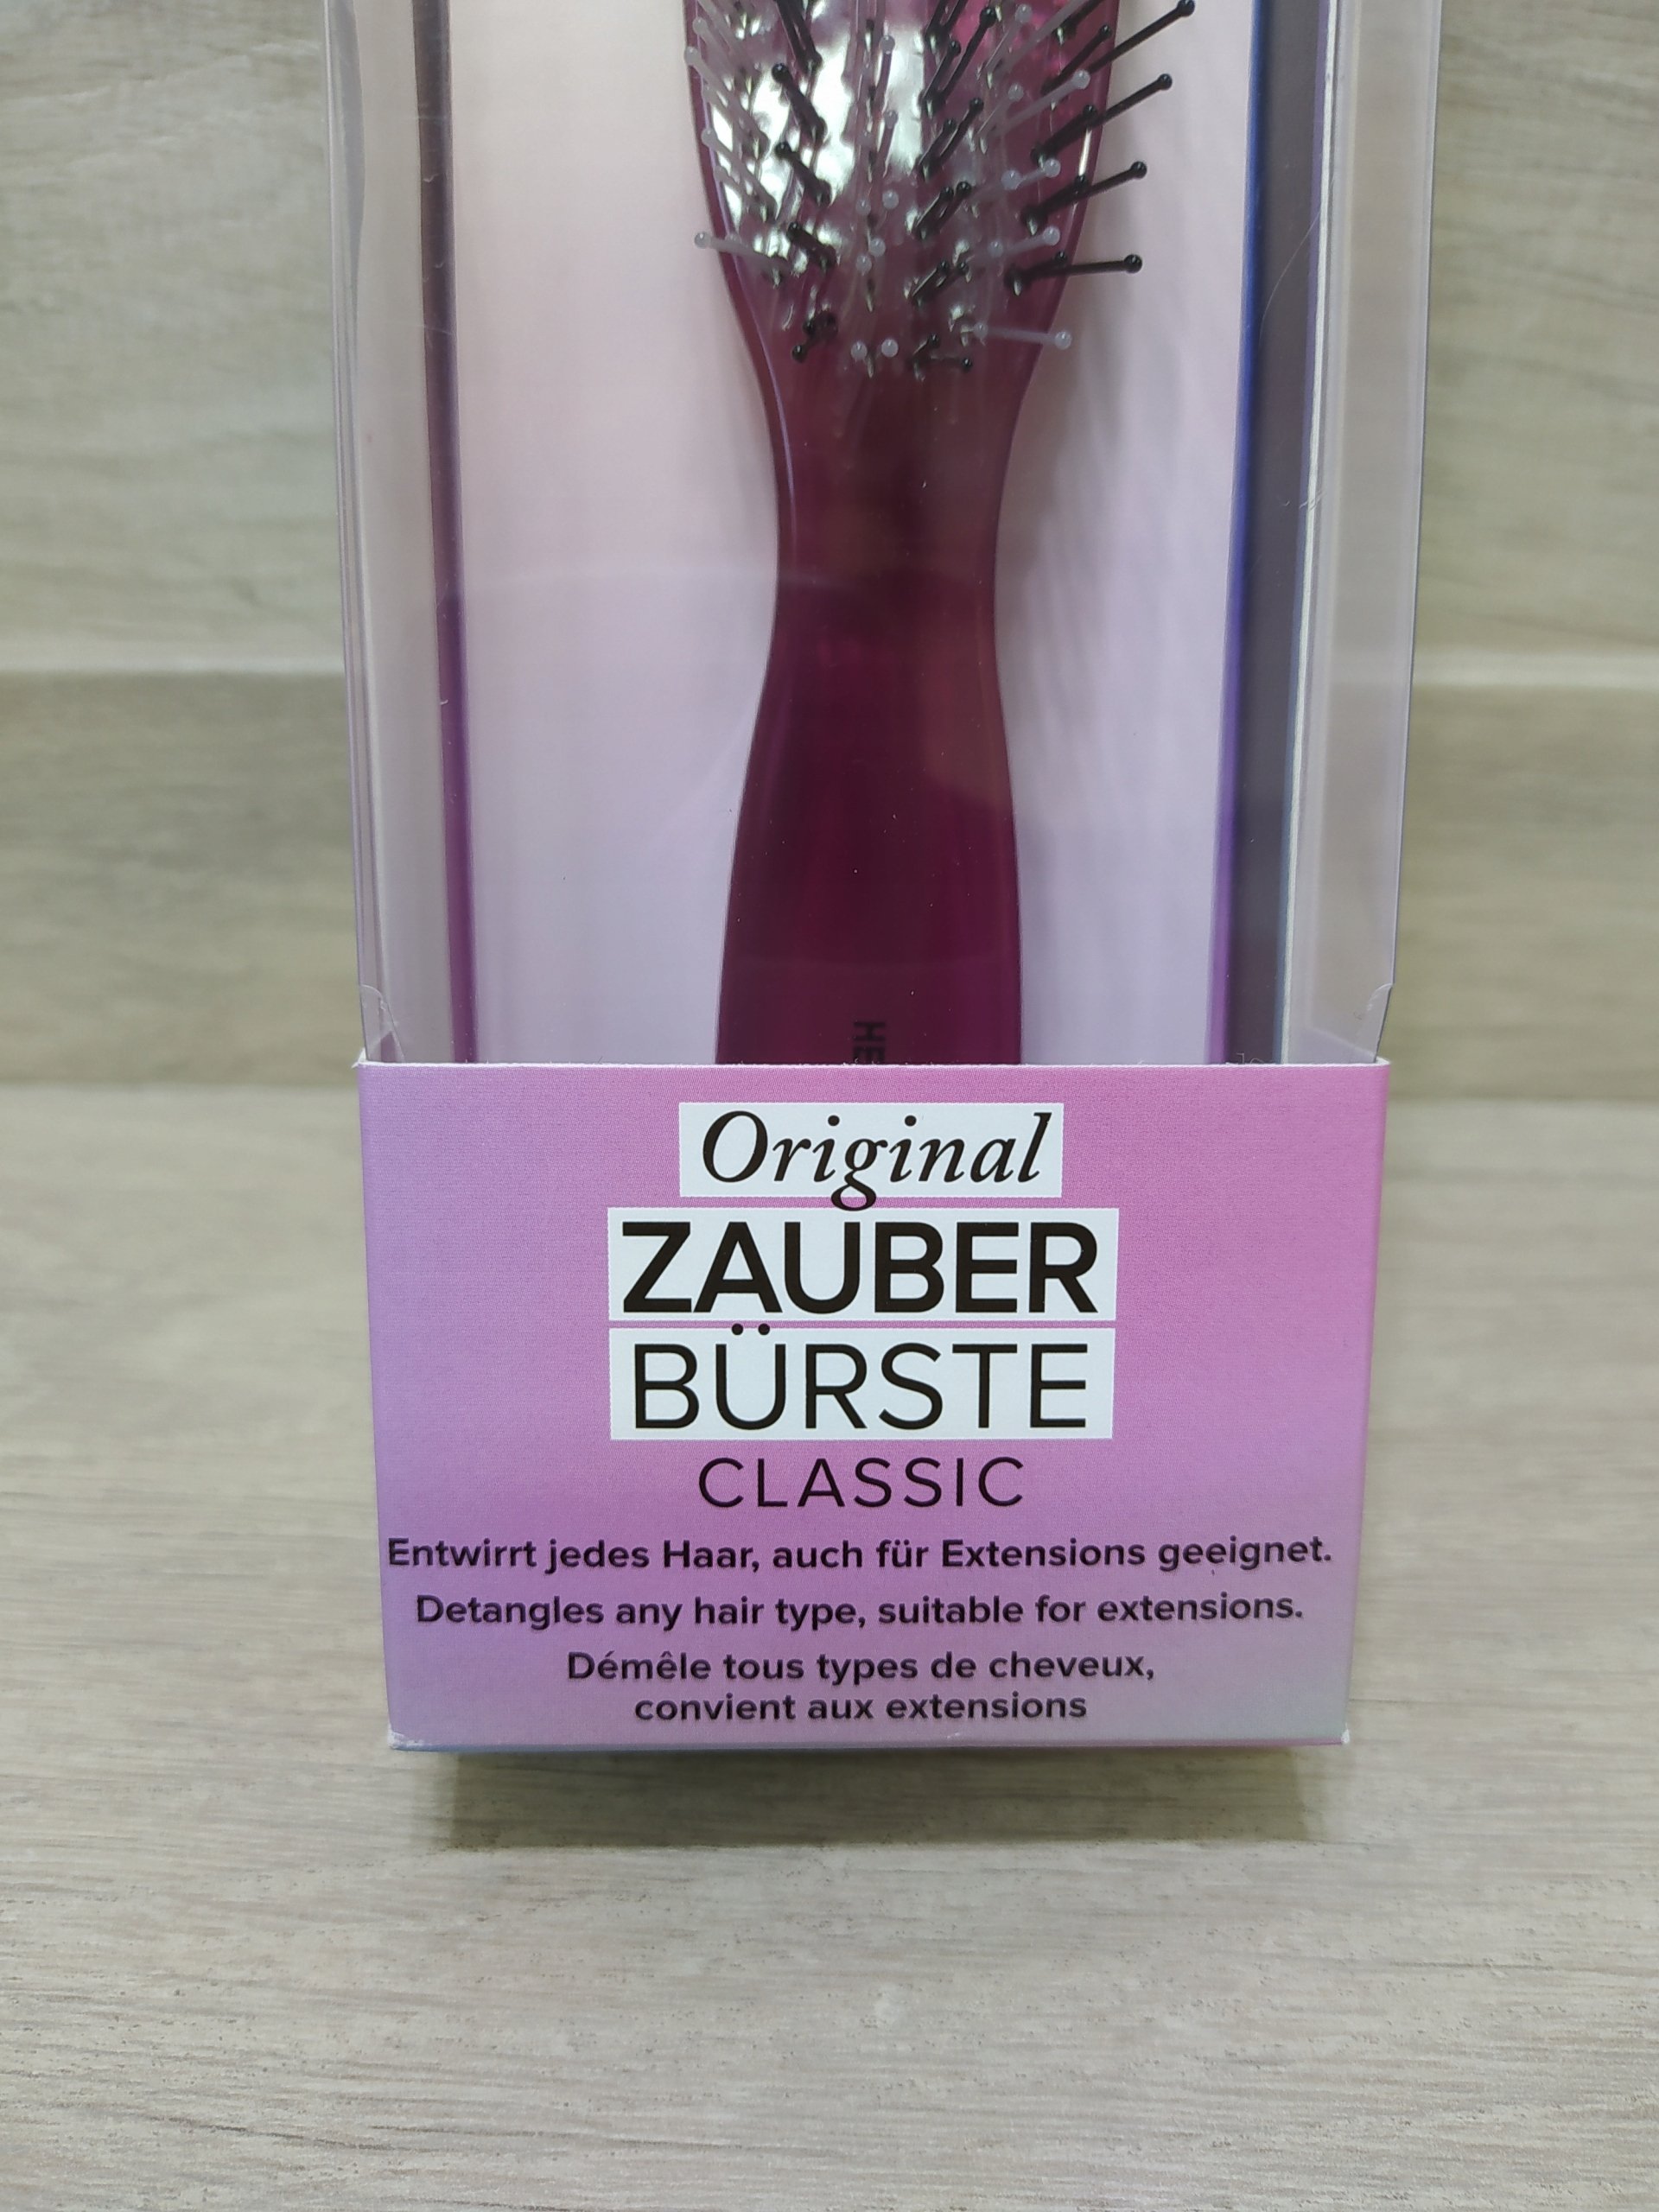 HE
Original
ZAUBER
BÜRSTE
CLASSIC
Entwirrt jedes Haar, auch für Extensions geeignet.
Detangles any hair type, suitable for extensions.
Démêle tous types de cheveux,
convient aux extensions